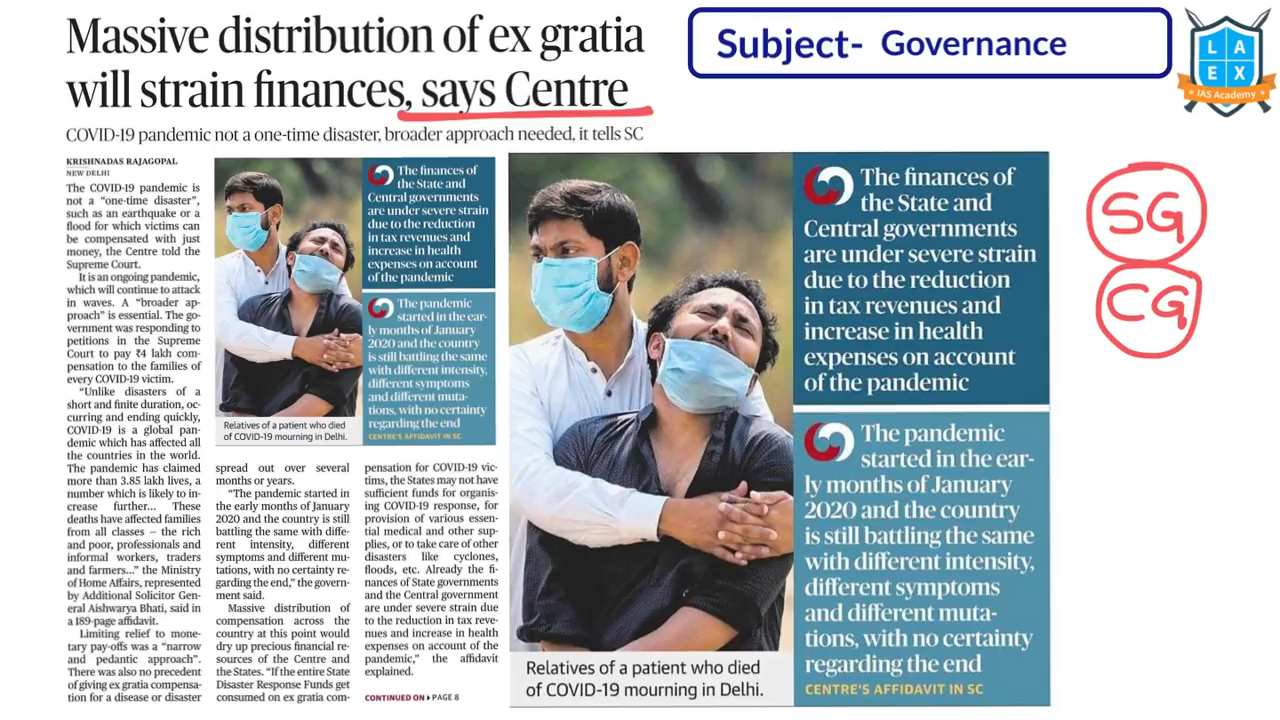 Massive distribution of ex gratia
will strain finances, says Centre
COVID-19 pandemic not a one-time disaster, broader approach needed, it tells SC
Subject- Governance
L A
E X
IAS Academy
KRISHNADAS RAJAGOPAL
NEW DELHI
The COVID-19 pandemic is
not a “one-time disaster”,
such as an earthquake or a
flood for which victims can
be compensated with just
money, the Centre told the
Supreme Court.
It is an ongoing pandemic,
which will continue to attack
in waves. A “broader ap-
proach” is essential. The go-
vernment was responding to
petitions in the Supreme
Court to pay ₹4 lakh com-
pensation to the families of
every COVID-19 victim.
“Unlike disasters of a
short and finite duration, oc-
curring and ending quickly,
COVID-19 is a global pan-
demic which has affected all
the countries in the world.
The pandemic has claimed
more than 3.85 lakh lives, a
number which is likely to in-
crease further... These
deaths have affected families
from all classes – the rich
and poor, professionals and
informal workers, traders
and farmers...” the Ministry
of Home Affairs, represented
by Additional Solicitor Gen-
eral Aishwarya Bhati, said in
a 189-page affidavit.
Limiting relief to mone-
tary pay-offs was a “narrow
and pedantic approach”.
There was also no precedent
of giving ex gratia compensa-
tion for a disease or disaster
The finances of
the State and
Central governments
are under severe strain
due to the reduction
in tax revenues and
increase in health
expenses on account
of the pandemic
The pandemic
started in the ear-
ly months of January
2020 and the country
is still battling the same
with different intensity,
different symptoms
and different muta-
tions, with no certainty
regarding the end
CENTRE'S AFFIDAVIT IN SC
Relatives of a patient who died
of COVID-19 mourning in Delhi.
spread out over several
months or years.
“The pandemic started in
the early months of January
2020 and the country is still
battling the same with diffe-
rent intensity, different
symptoms and different mu-
tations, with no certainty re-
garding the end,” the govern-
ment said.
Massive distribution of
compensation across the
country at this point would
dry up precious financial re-
sources of the Centre and
the States. “If the entire State
Disaster Response Funds get
consumed on ex gratia com-
pensation for COVID-19 vic-
tims, the States may not have
sufficient funds for organis-
ing COVID-19 response, for
provision of various essen-
tial medical and other sup-
plies, or to take care of other
disasters like cyclones,
floods, etc. Already the fi-
nances of State governments
and the Central government
are under severe strain due
to the reduction in tax reve-
nues and increase in health
expenses on account of the
pandemic,” the affidavit
explained.
CONTINUED ON PAGE 8
The finances of
the State and
Central governments
are under severe strain
due to the reduction
in tax revenues and
increase in health
expenses on account
of the pandemic
The pandemic
started in the ear-
ly months of January
2020 and the country
is still battling the same
with different intensity,
different symptoms
and different muta-
tions, with no certainty
regarding the end
CENTRE'S AFFIDAVIT IN SC
Relatives of a patient who died
of COVID-19 mourning in Delhi.
SG
CG